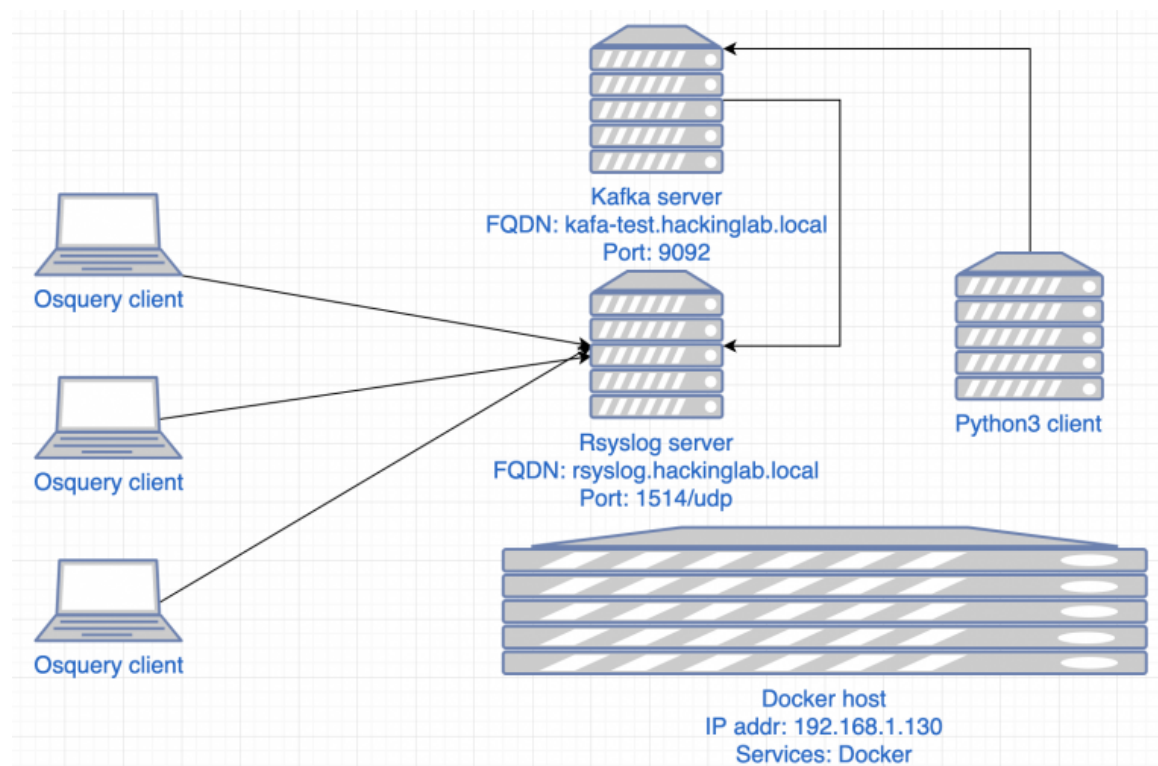 Kafka server
FQDN: kafa-test.hackinglab.local
Port: 9092
Osquery client
Python3 client
Rsyslog server
FQDN: rsyslog.hackinglab.local
Port: 1514/udp
Osquery client
Osquery client
Docker host
IP addr: 192.168.1.130
Services: Docker